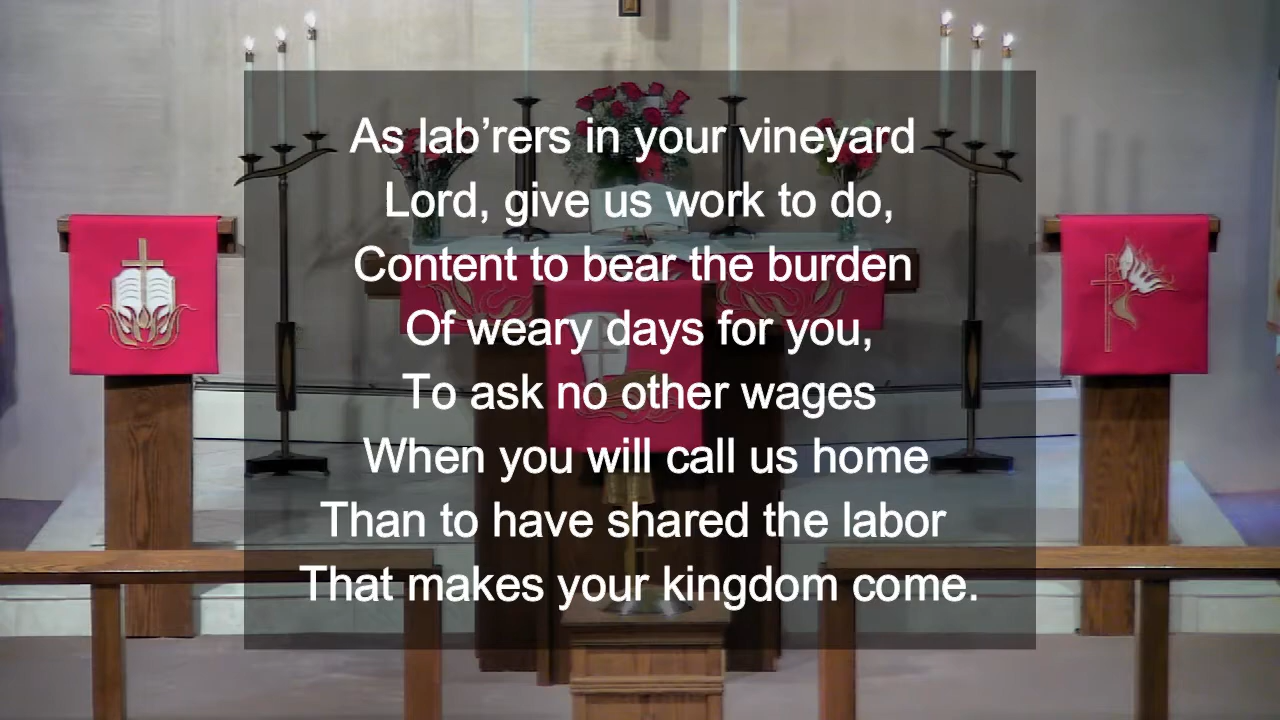 As lab’rers in your vineyard
Lord, give us work to do,
Content to bear the burden
Of weary days for you,
To ask no other wages
When you will call us home
Than to have shared the labor
That makes your kingdom come.